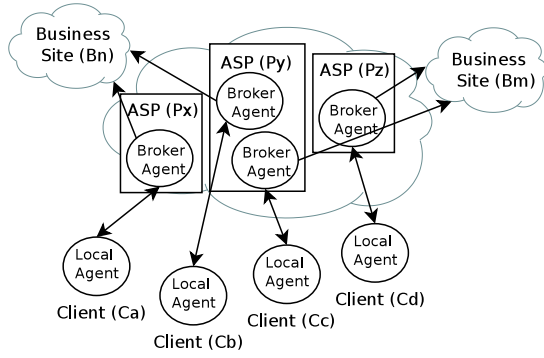 Business
Site (Bn)
ASP (Py)
ASP (Pz)
Business
Site (Bm)
Broker
Agent
Broker
Agent
ASP (Px)
Broker
Agent
Broker
Agent
Local
Agent
Client (Ca)
Local
Agent
Client (Cb)
Local
Agent
Client (Cc)
Local
Agent
Client (Cd)